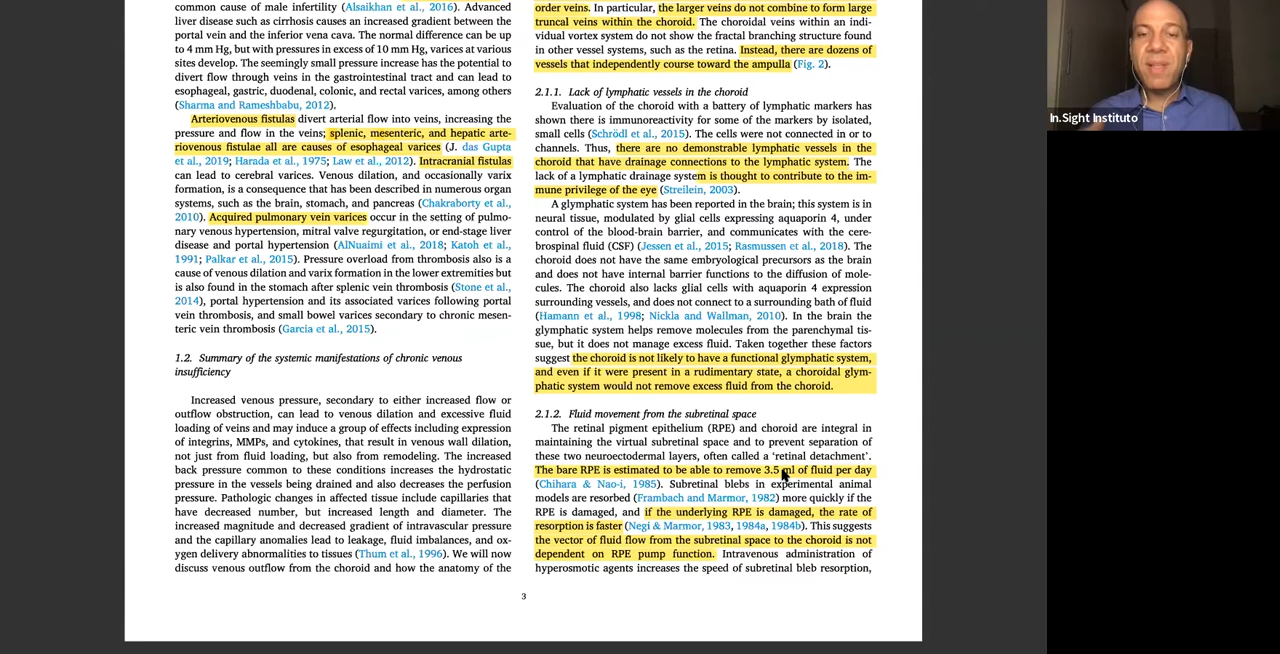 common cause of male infertility (Alsaikhan et al., 2016). Advanced
liver disease such as cirrhosis causes an increased gradient between the
portal vein and the inferior vena cava. The normal difference can be up
to 4 mm Hg, but with pressures in excess of 10 mm Hg, varices at various
sites develop. The seemingly small pressure increase has the potential to
divert flow through veins in the gastrointestinal tract and can lead to
esophageal, gastric, duodenal, colonic, and rectal varices, among others
(Sharma and Rameshbabu, 2012).
Arteriovenous fistulas divert arterial flow into veins, increasing the
pressure and flow in the veins; splenic, mesenteric, and hepatic arte-
riovenous fistulae all are causes of esophageal varices (J. das Gupta
et al., 2019; Harada et al., 1975; Law et al., 2012). Intracranial fistulas
can lead to cerebral varices. Venous dilation, and occasionally varix
formation, is a consequence that has been described in numerous organ
systems, such as the brain, stomach, and pancreas (Chakraborty et al.,
2010). Acquired pulmonary vein varices occur in the setting of pulmo-
nary venous hypertension, mitral valve regurgitation, or end-stage liver
disease and portal hypertension (AlNuaimi et al., 2018; Katoh et al.,
1991; Palkar et al., 2015). Pressure overload from thrombosis also is a
cause of venous dilation and varix formation in the lower extremities but
is also found in the stomach after splenic vein thrombosis (Stone et al.,
2014), portal hypertension and its associated varices following portal
vein thrombosis, and small bowel varices secondary to chronic mesen-
teric vein thrombosis (Garcia et al., 2015).
1.2. Summary of the systemic manifestations of chronic venous
insufficiency
Increased venous pressure, secondary to either increased flow or
outflow obstruction, can lead to venous dilation and excessive fluid
loading of veins and may induce a group of effects including expression
of integrins, MMPs, and cytokines, that result in venous wall dilation,
not just from fluid loading, but also from remodeling. The increased
back pressure common to these conditions increases the hydrostatic
pressure in the vessels being drained and also decreases the perfusion
pressure. Pathologic changes in affected tissue include capillaries that
have decreased number, but increased length and diameter. The
increased magnitude and decreased gradient of intravascular pressure
and the capillary anomalies lead to leakage, fluid imbalances, and ox-
ygen delivery abnormalities to tissues (Thum et al., 1996). We will now
discuss venous outflow from the choroid and how the anatomy of the
order veins. In particular, the larger veins do not combine to form large
truncal veins within the choroid. The choroidal veins within an indi-
vidual vortex system do not show the fractal branching structure found
in other vessel systems, such as the retina. Instead, there are dozens of
vessels that independently course toward the ampulla (Fig. 2).
2.1.1. Lack of lymphatic vessels in the choroid
Evaluation of the choroid with a battery of lymphatic markers has
shown there is immunoreactivity for some of the markers by isolated,
small cells (Schrödl et al., 2015). The cells were not connected in or to
channels. Thus, there are no demonstrable lymphatic vessels in the
choroid that have drainage connections to the lymphatic system. The
lack of a lymphatic drainage system is thought to contribute to the im-
mune privilege of the eye (Streilein, 2003).
A glymphatic system has been reported in the brain; this system is in
neural tissue, modulated by glial cells expressing aquaporin 4, under
control of the blood-brain barrier, and communicates with the cere-
brospinal fluid (CSF) (Jessen et al., 2015; Rasmussen et al., 2018). The
choroid does not have the same embryological precursors as the brain
and does not have internal barrier functions to the diffusion of mole-
cules. The choroid also lacks glial cells with aquaporin 4 expression
surrounding vessels, and does not connect to a surrounding bath of fluid
(Hamann et al., 1998; Nickla and Wallman, 2010). In the brain the
glymphatic system helps remove molecules from the parenchymal tis-
sue, but it does not manage excess fluid. Taken together these factors
suggest the choroid is not likely to have a functional glymphatic system,
and even if it were present in a rudimentary state, a choroidal glym-
phatic system would not remove excess fluid from the choroid.
2.1.2. Fluid movement from the subretinal space
The retinal pigment epithelium (RPE) and choroid are integral in
maintaining the virtual subretinal space and to prevent separation of
these two neuroectodermal layers, often called a ‘retinal detachment’.
The bare RPE is estimated to be able to remove 3.5 ml of fluid per day
(Chihara & Nao-i, 1985). Subretinal blebs in experimental animal
models are resorbed (Frambach and Marmor, 1982) more quickly if the
RPE is damaged, and if the underlying RPE is damaged, the rate of
resorption is faster (Negi & Marmor, 1983, 1984a, 1984b). This suggests
the vector of fluid flow from the subretinal space to the choroid is not
dependent on RPE pump function. Intravenous administration of
hyperosmotic agents increases the speed of subretinal bleb resorption,
3
In.Sight Instituto